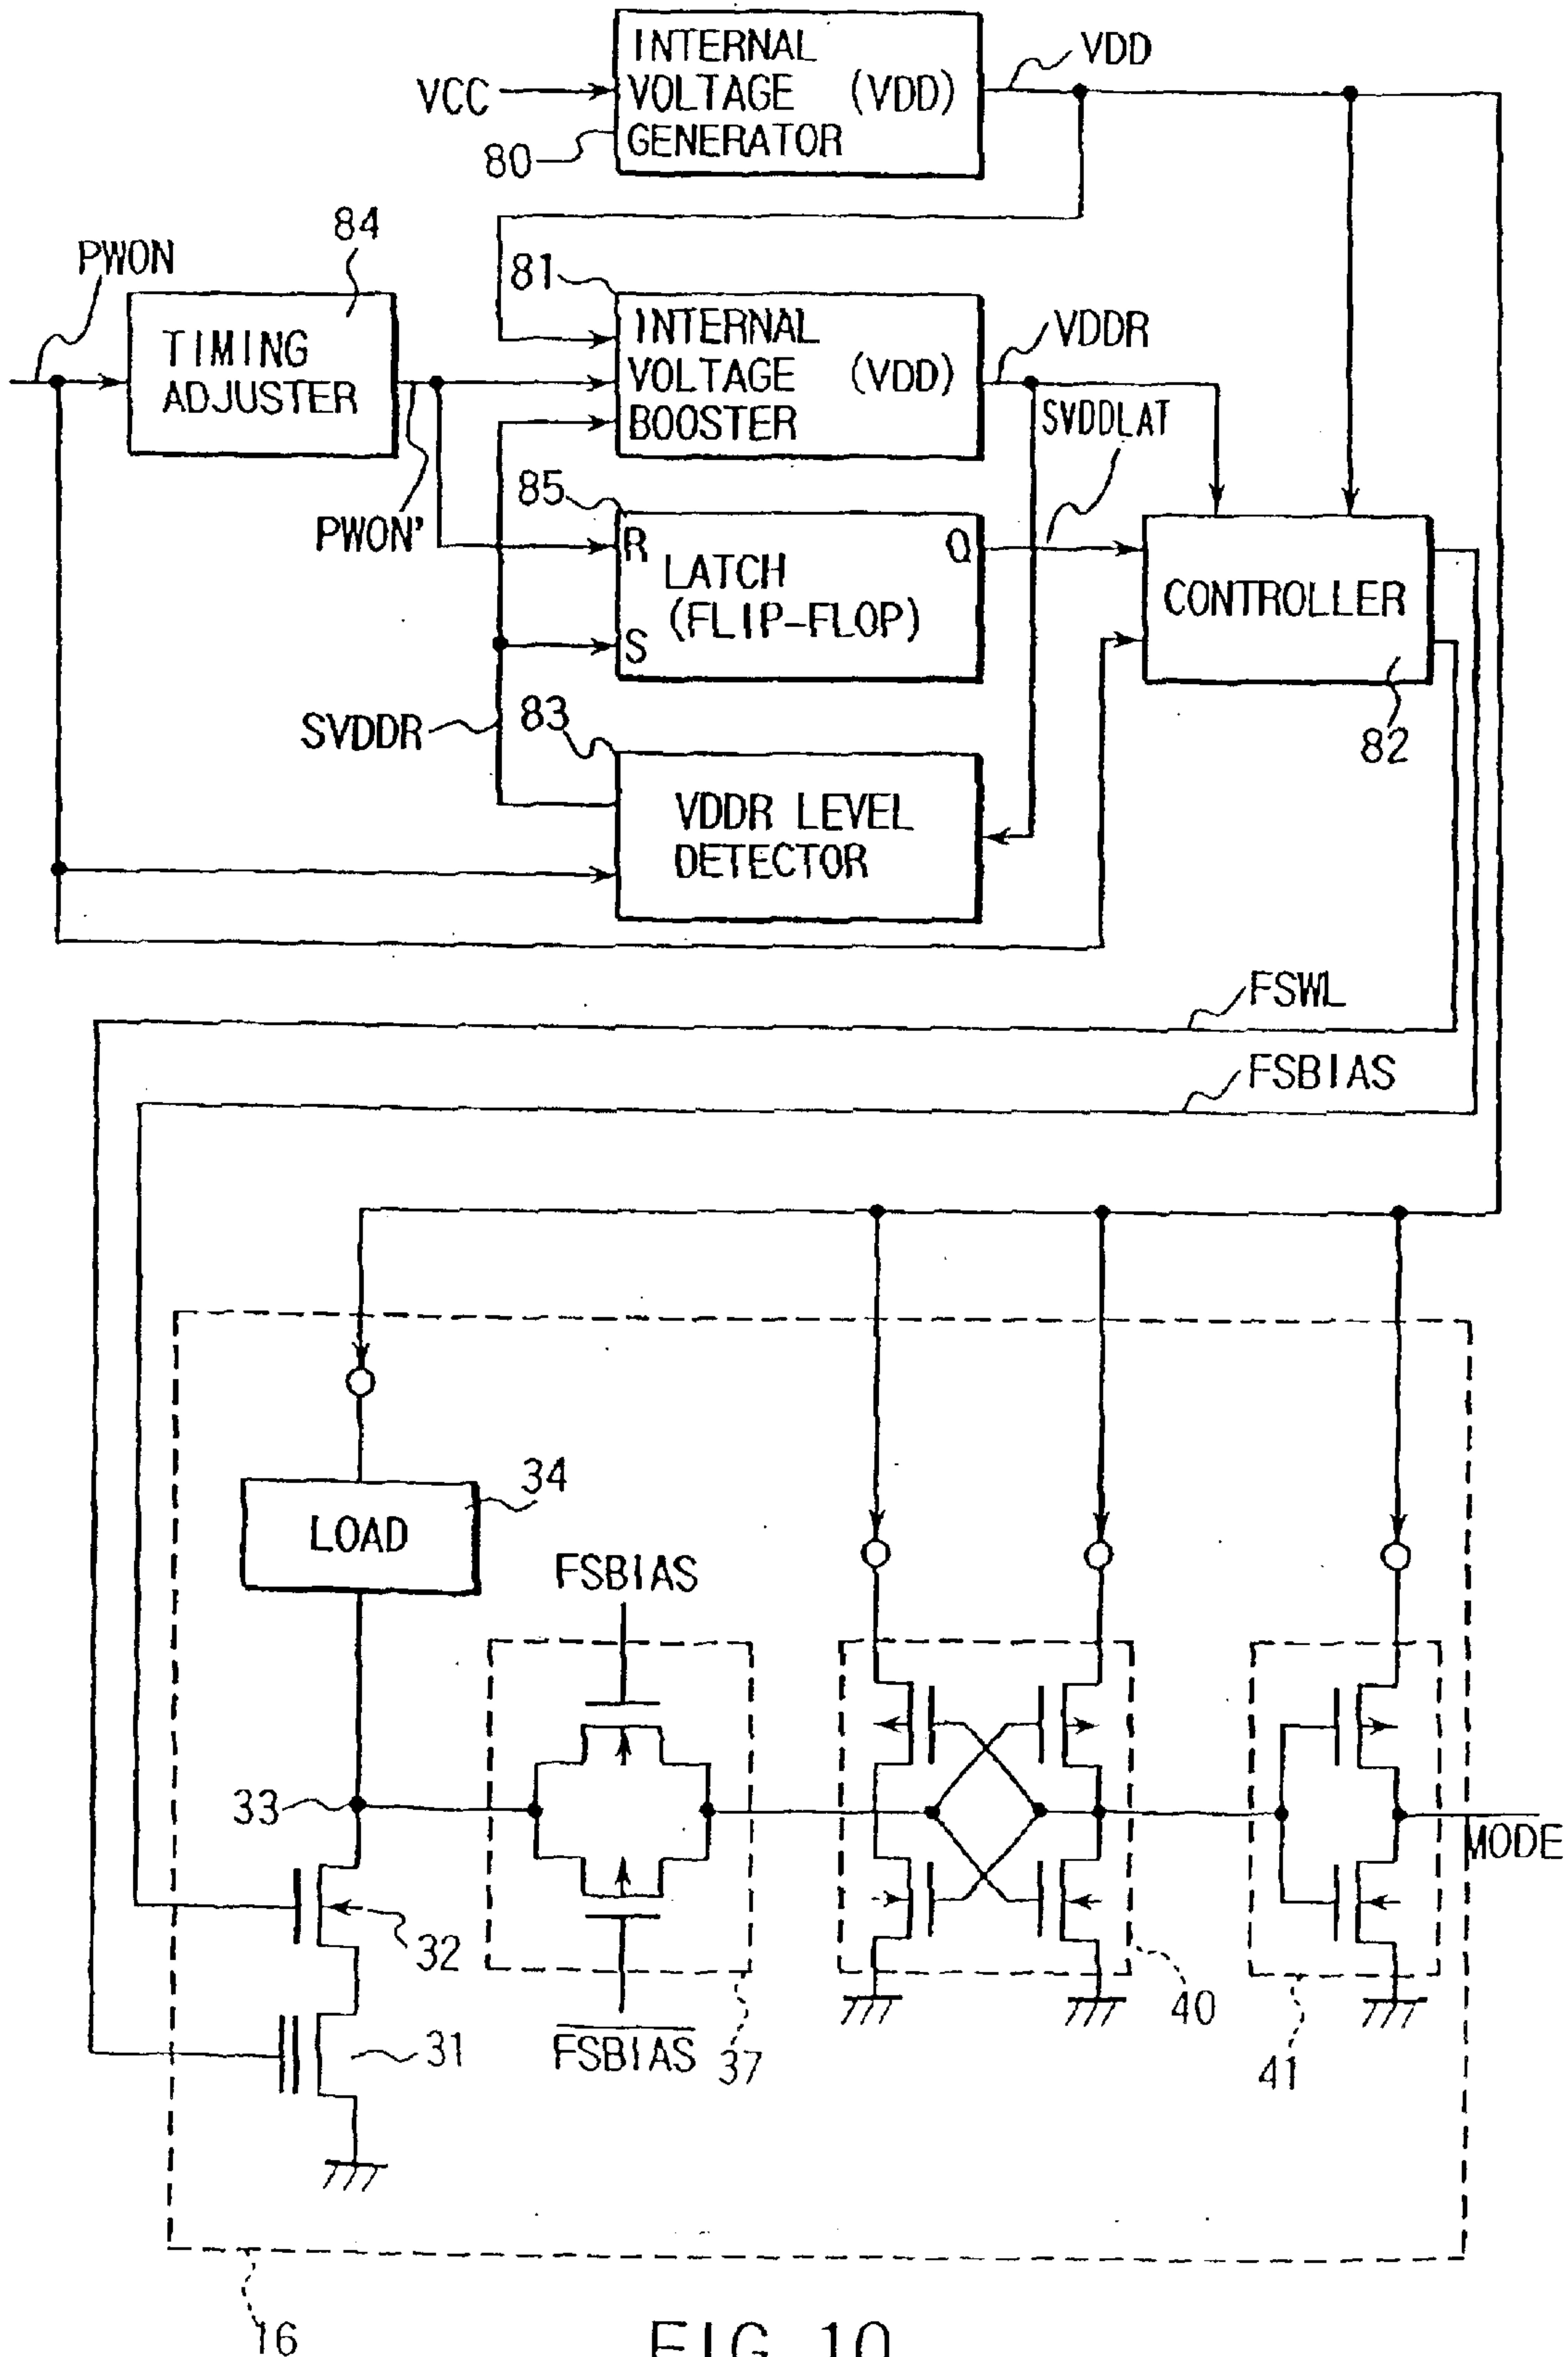 INTERNAL
VOLTAGE (VDD)
GENERATOR
VCC
80
VDD
PWON
84
TIMING
ADJUSTER
PWON'
81
INTERNAL
VOLTAGE (VDD)
BOOSTER
VDDR
SVDDLAT
85
R Q
LATCH
(FLIP-FLOP)
S
CONTROLLER
82
SVDDR
83
VDDR LEVEL
DETECTOR
FSWL
FSBIAS
34
LOAD
FSBIAS
33
MODE
32
31
FSBIAS
37
40
41
16
FIG. 10